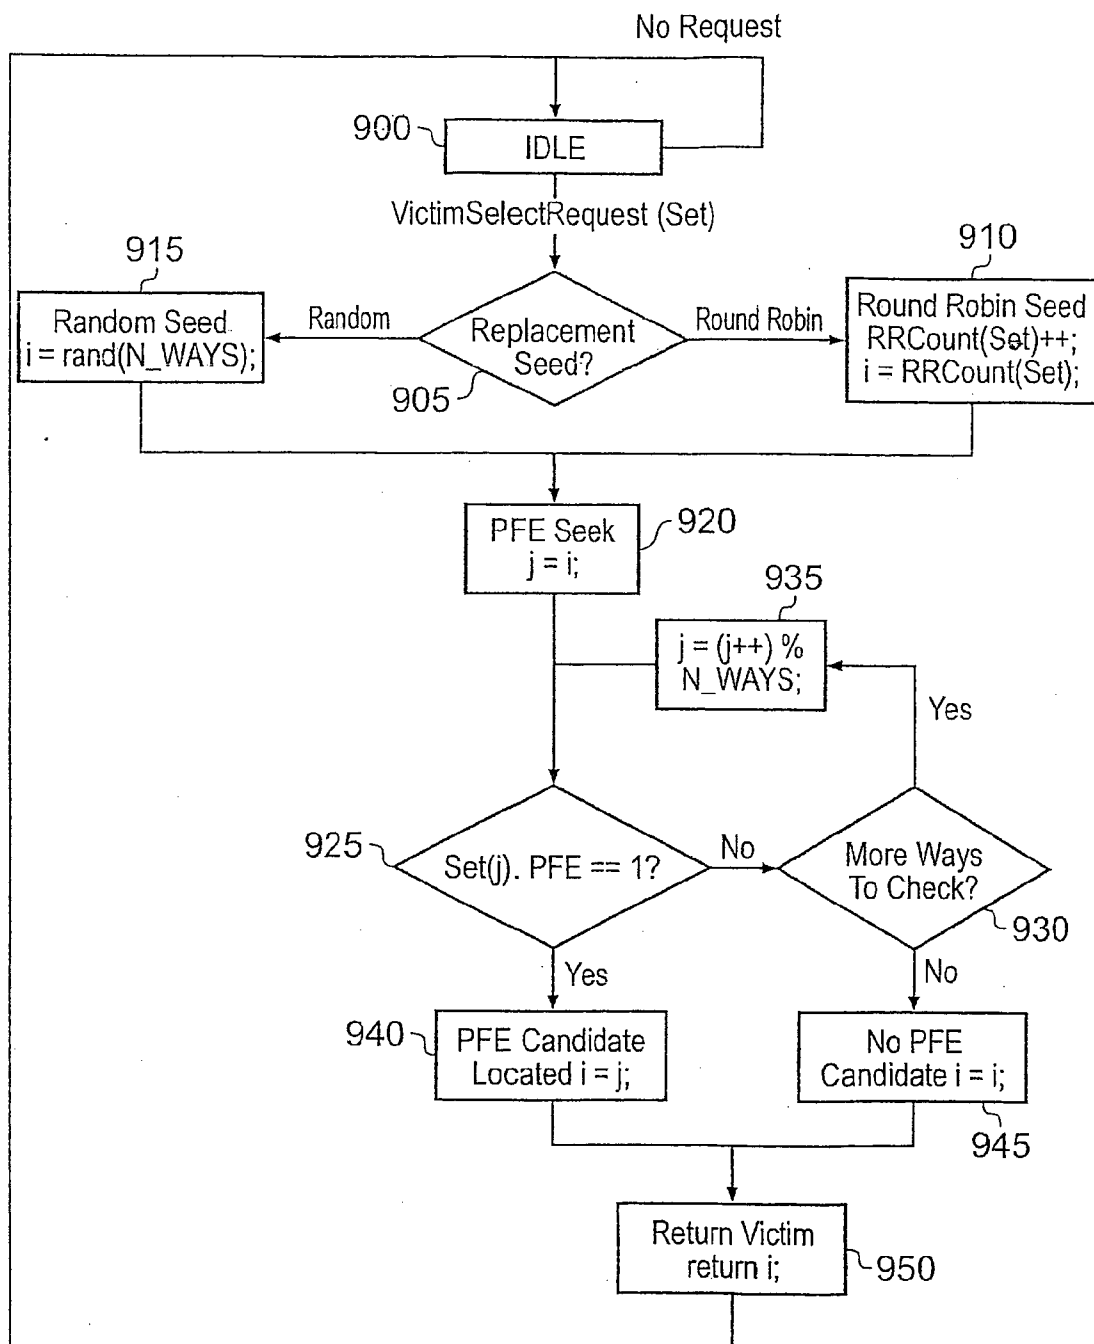 No Request
900
IDLE
VictimSelectRequest (Set)
915
Random Seed
i = rand(N_WAYS);
Random
Replacement
Seed?
905
Round Robin
910
Round Robin Seed
RRCount(Set)++;
i = RRCount(Set);
PFE Seek
j = i;
920
935
j = (j++) %
N_WAYS;
Yes
925
Set(j). PFE == 1?
No
More Ways
To Check?
930
Yes
No
940
PFE Candidate
Located i = j;
No PFE
Candidate i = i;
945
Return Victim
return i;
950